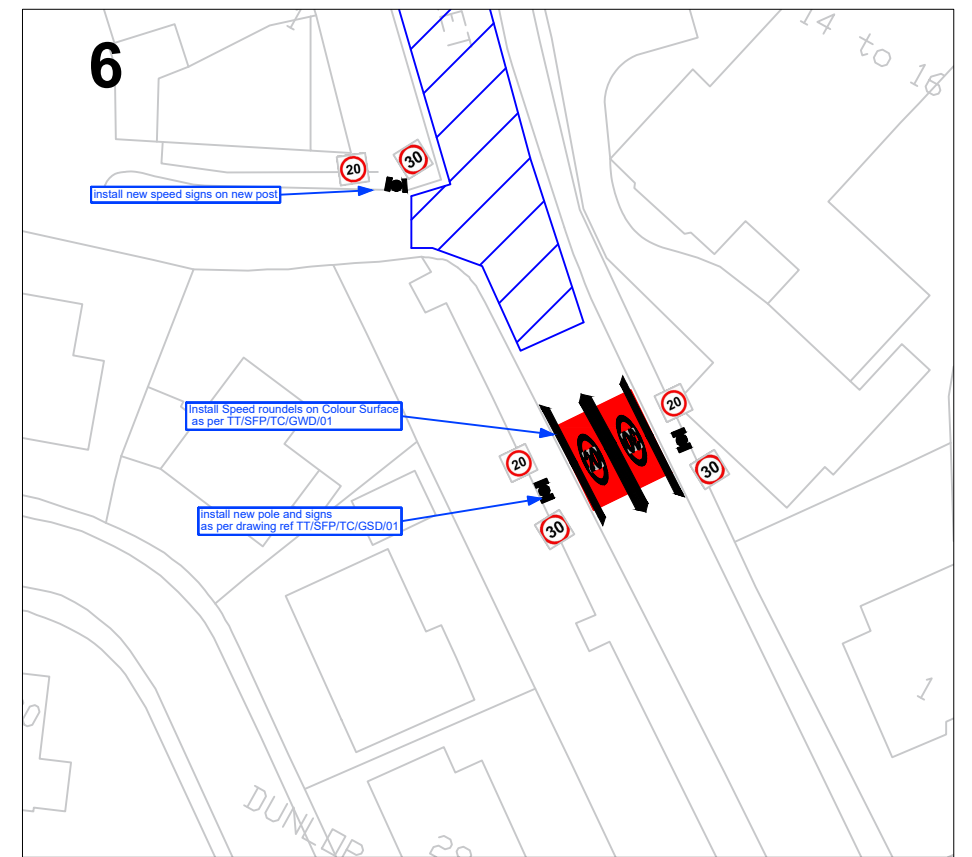 6
14 to 16
20
30
install new speed signs on new post
Install Speed roundels on Colour Surface
as per TT/SFP/TC/GWD/01
20
20
30
30
install new pole and signs
as per drawing ref TT/SFP/TC/GSD/01
1
DUNLOP